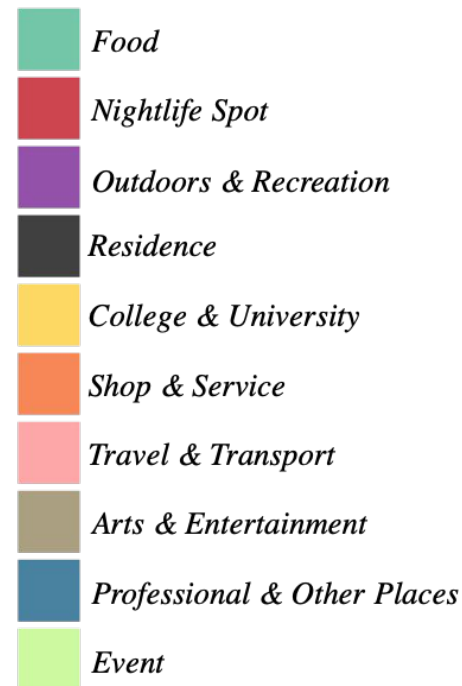 Food
Nightlife Spot
Outdoors & Recreation
Residence
College & University
Shop & Service
Travel & Transport
Arts & Entertainment
Professional & Other Places
Event